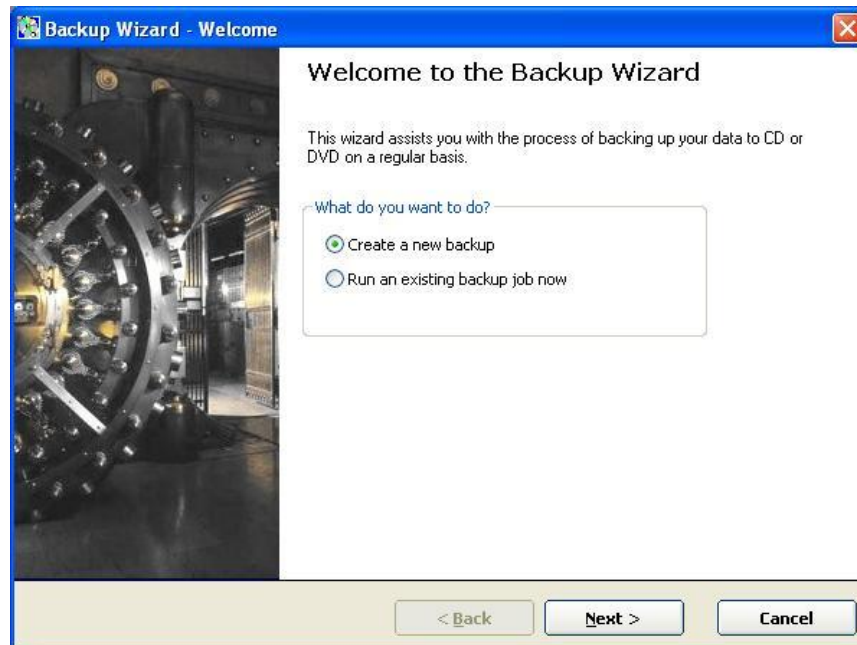 Backup Wizard - Welcome
Welcome to the Backup Wizard
This wizard assists you with the process of backing up your data to CD or
DVD on a regular basis.
What do you want to do?
Create a new backup
Run an existing backup job now
< Back
Next >
Cancel